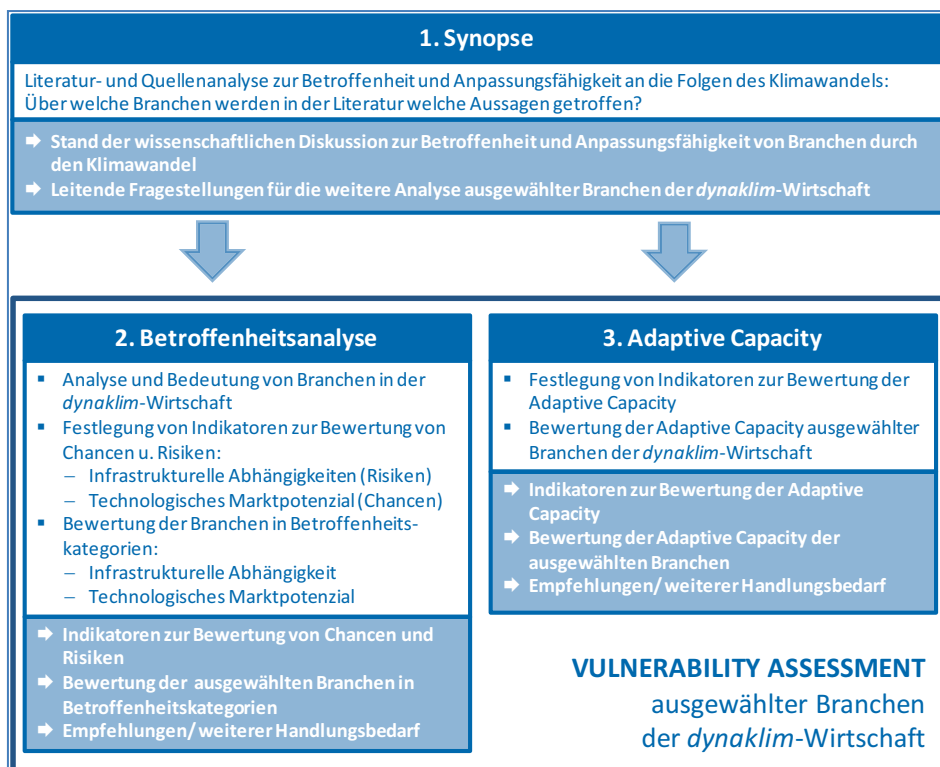 1. Synopse
Literatur- und Quellenanalyse zur Betroffenheit und Anpassungsfähigkeit an die Folgen des Klimawandels:
Über welche Branchen werden in der Literatur welche Aussagen getroffen?
➡ Stand der wissenschaftlichen Diskussion zur Betroffenheit und Anpassungsfähigkeit von Branchen durch
den Klimawandel
➡ Leitende Fragestellungen für die weitere Analyse ausgewählter Branchen der dynaklim-Wirtschaft
2. Betroffenheitsanalyse
▪ Analyse und Bedeutung von Branchen in der
dynaklim-Wirtschaft
▪ Festlegung von Indikatoren zur Bewertung von
Chancen u. Risiken:
– Infrastrukturelle Abhängigkeiten (Risiken)
– Technologisches Marktpotenzial (Chancen)
▪ Bewertung der Branchen in Betroffenheits-
kategorien:
– Infrastrukturelle Abhängigkeit
– Technologisches Marktpotenzial
➡ Indikatoren zur Bewertung von Chancen und
Risiken
➡ Bewertung der ausgewählten Branchen in
Betroffenheitskategorien
➡ Empfehlungen/ weiterer Handlungsbedarf
3. Adaptive Capacity
▪ Festlegung von Indikatoren zur Bewertung der
Adaptive Capacity
▪ Bewertung der Adaptive Capacity ausgewählter
Branchen der dynaklim-Wirtschaft
➡ Indikatoren zur Bewertung der Adaptive
Capacity
➡ Bewertung der Adaptive Capacity der
ausgewählten Branchen
➡ Empfehlungen/ weiterer Handlungsbedarf
VULNERABILITY ASSESSMENT
ausgewählter Branchen
der dynaklim-Wirtschaft